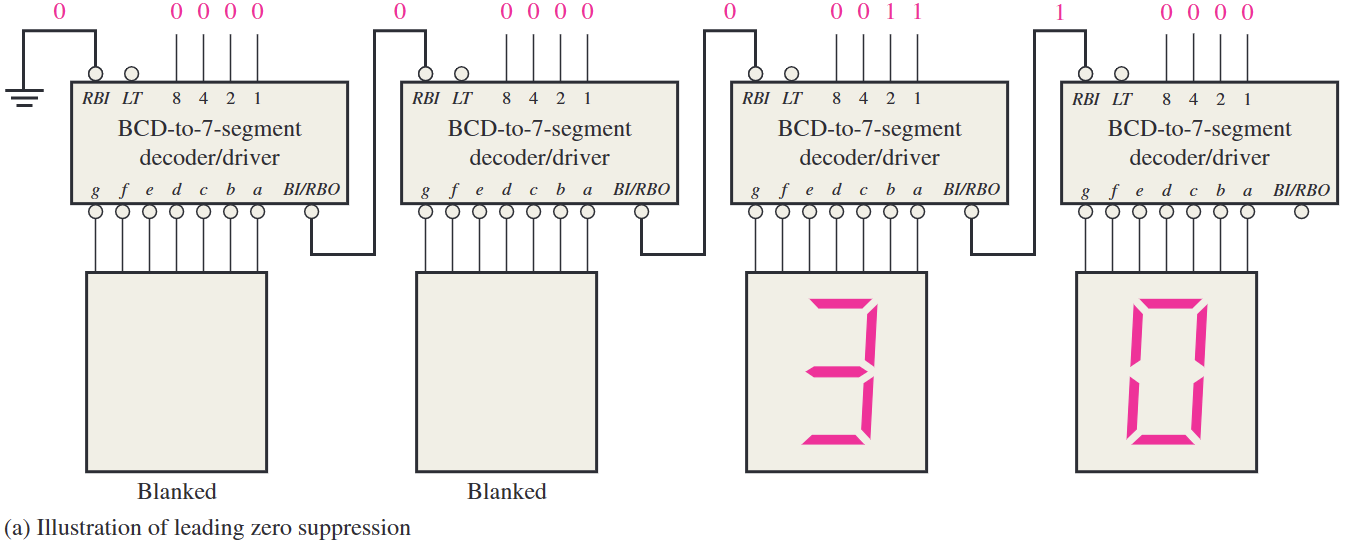 0 0 0 0 0 0 0 0 0 0 0 0 0 1 1 1 0 0 0 0
RBI LT 8 4 2 1 RBI LT 8 4 2 1 RBI LT 8 4 2 1 RBI LT 8 4 2 1
BCD-to-7-segment BCD-to-7-segment BCD-to-7-segment BCD-to-7-segment
decoder/driver decoder/driver decoder/driver decoder/driver
g f e d c b a BI/RBO g f e d c b a BI/RBO g f e d c b a BI/RBO g f e d c b a BI/RBO
3 0
Blanked Blanked
(a) Illustration of leading zero suppression